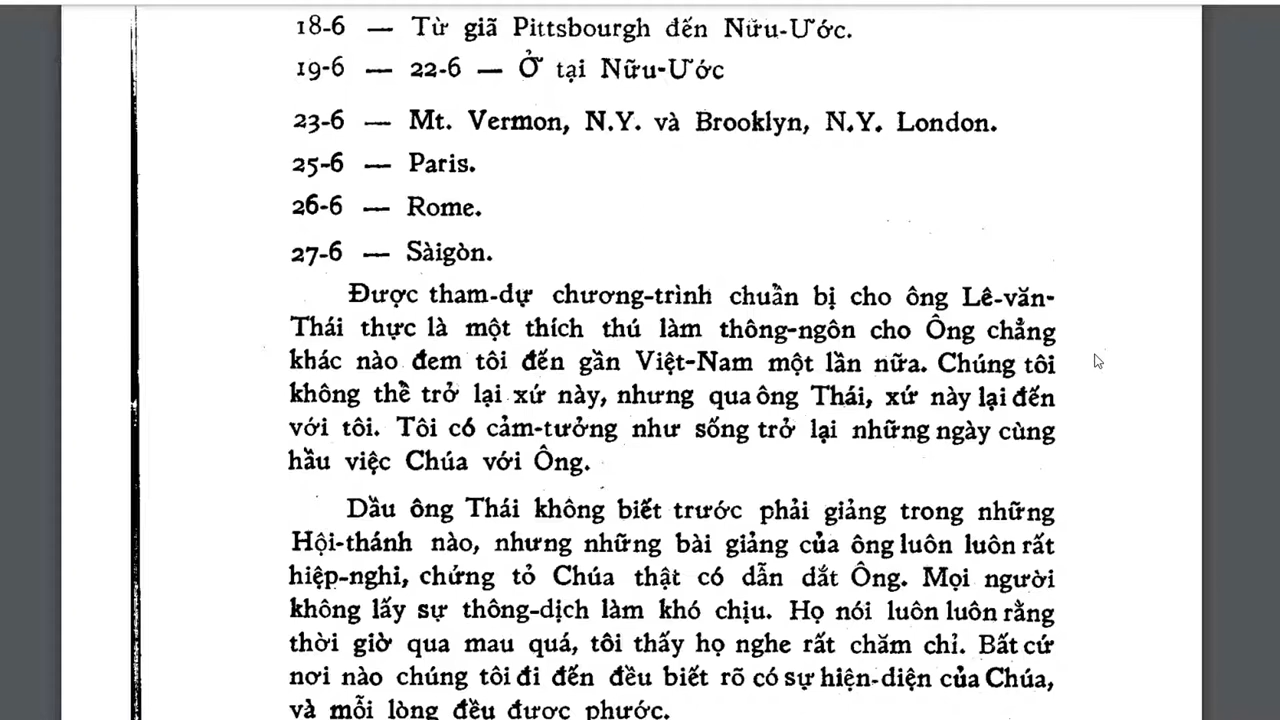 18-6 — Từ giã Pittsbourgh đến Nữu-Ước.
19-6 — 22-6 — Ở tại Nữu-Ước
23-6 — Mt. Vermon, N.Y. và Brooklyn, N.Y. London.
25-6 — Paris.
26-6 — Rome.
27-6 — Sàigòn.
Được tham-dự chương-trình chuẩn bị cho ông Lê-văn-
Thái thực là một thích thú làm thông-ngôn cho Ông chẳng
khác nào đem tôi đến gần Việt-Nam một lần nữa. Chúng tôi
không thể trở lại xứ này, nhưng qua ông Thái, xứ này lại đến
với tôi. Tôi có cảm-tưởng như sống trở lại những ngày cùng
hầu việc Chúa với Ông.
Dầu ông Thái không biết trước phải giảng trong những
Hội-thánh nào, nhưng những bài giảng của ông luôn luôn rất
hiệp-nghi, chứng tỏ Chúa thật có dẫn dắt Ông. Mọi người
không lấy sự thông-dịch làm khó chịu. Họ nói luôn luôn rằng
thời giờ qua mau quá, tôi thấy họ nghe rất chăm chỉ. Bất cứ
nơi nào chúng tôi đi đến đều biết rõ có sự hiện-diện của Chúa,
và mỗi lòng đều được phước.